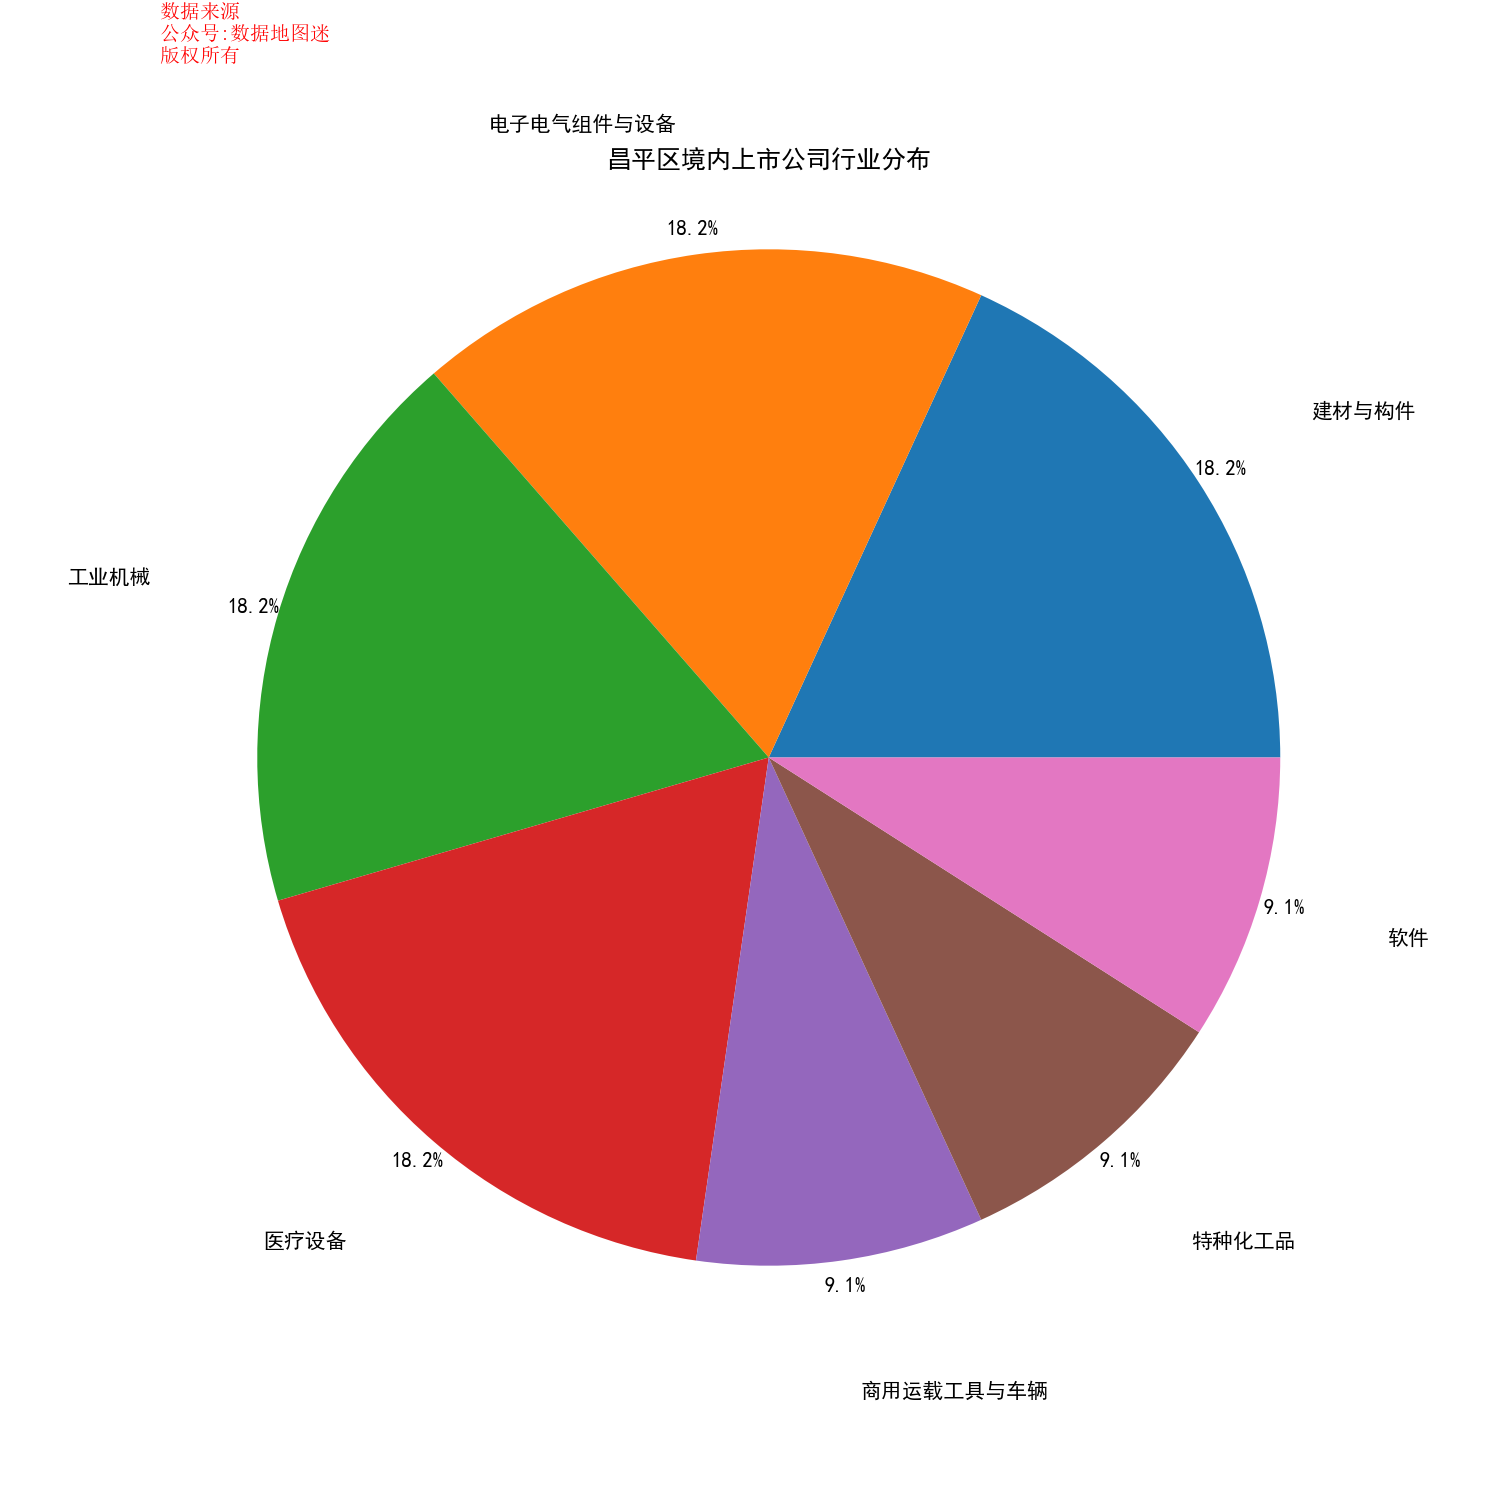 数据来源
公众号:数据地图迷
版权所有
电子电气组件与设备
昌平区境内上市公司行业分布
18.2%
建材与构件
18.2%
工业机械
18.2%
9.1%
软件
18.2%
9.1%
医疗设备
特种化工品
9.1%
商用运载工具与车辆